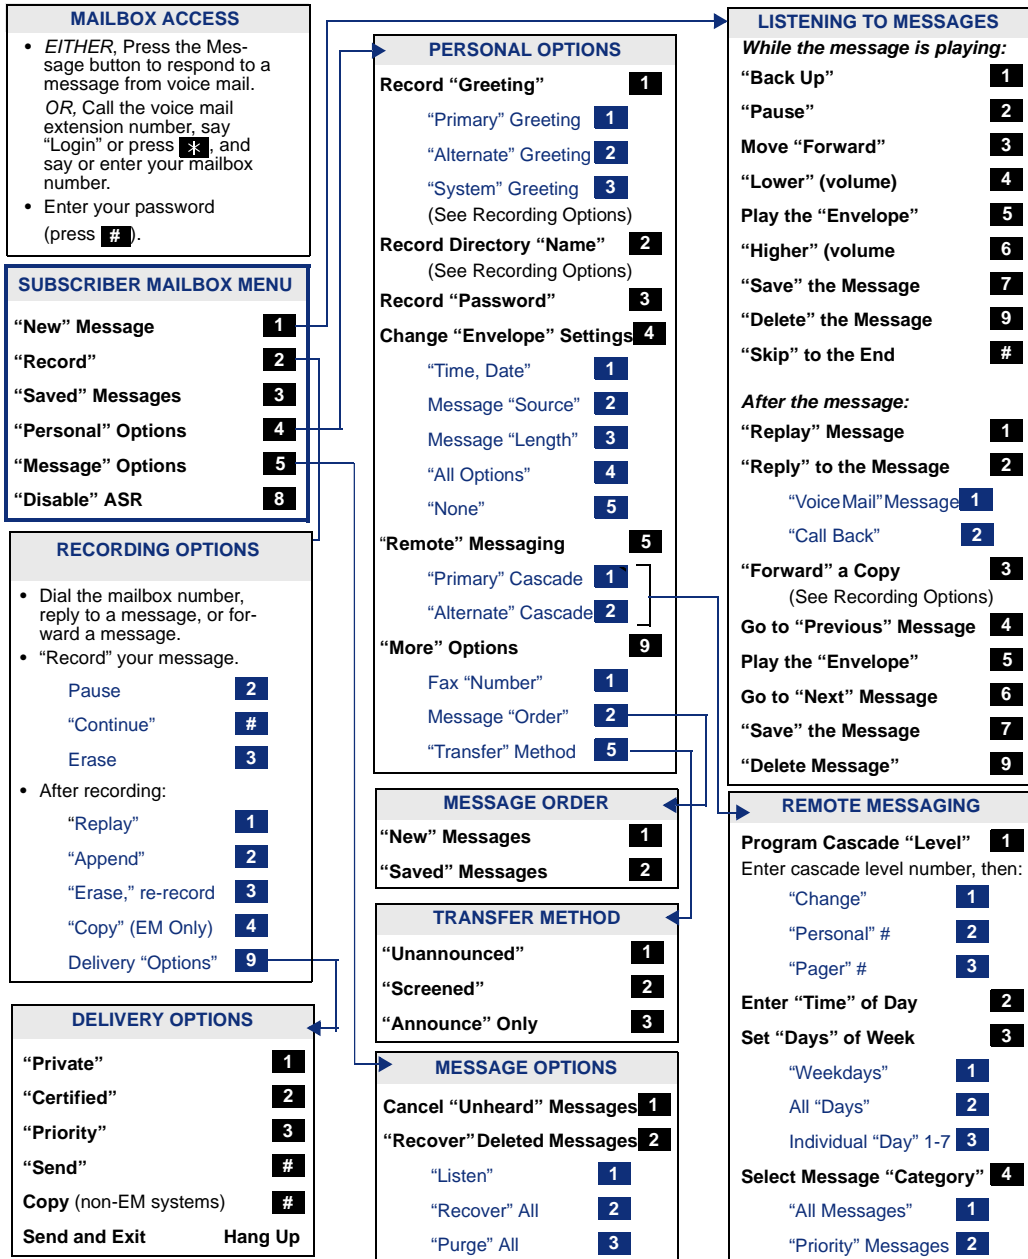 MAILBOX ACCESS
• EITHER, Press the Mes-
sage button to respond to a
message from voice mail.
OR, Call the voice mail
extension number, say
“Login” or press *, and
say or enter your mailbox
number.
• Enter your password
(press #).
SUBSCRIBER MAILBOX MENU
“New” Message 1
“Record” 2
“Saved” Messages 3
“Personal” Options 4
“Message” Options 5
“Disable” ASR 8
RECORDING OPTIONS
• Dial the mailbox number,
reply to a message, or for-
ward a message.
• “Record” your message.
Pause 2
“Continue” #
Erase 3
• After recording:
“Replay” 1
“Append” 2
“Erase,” re-record 3
“Copy” (EM Only) 4
Delivery “Options” 9
DELIVERY OPTIONS
“Private” 1
“Certified” 2
“Priority” 3
“Send” #
Copy (non-EM systems) #
Send and Exit Hang Up
PERSONAL OPTIONS
Record “Greeting” 1
“Primary” Greeting 1
“Alternate” Greeting 2
“System” Greeting 3
(See Recording Options)
Record Directory “Name” 2
(See Recording Options)
Record “Password” 3
Change “Envelope” Settings 4
“Time, Date” 1
Message “Source” 2
Message “Length” 3
“All Options” 4
“None” 5
“Remote” Messaging 5
“Primary” Cascade 1
“Alternate” Cascade 2
“More” Options 9
Fax “Number” 1
Message “Order” 2
“Transfer” Method 5
MESSAGE ORDER
“New” Messages 1
“Saved” Messages 2
TRANSFER METHOD
“Unannounced” 1
“Screened” 2
“Announce” Only 3
MESSAGE OPTIONS
Cancel “Unheard” Messages 1
“Recover” Deleted Messages 2
“Listen” 1
“Recover” All 2
“Purge” All 3
LISTENING TO MESSAGES
While the message is playing:
“Back Up” 1
“Pause” 2
Move “Forward” 3
“Lower” (volume) 4
Play the “Envelope” 5
“Higher” (volume 6
“Save” the Message 7
“Delete” the Message 9
“Skip” to the End #
After the message:
“Replay” Message 1
“Reply” to the Message 2
“Voice Mail” Message 1
“Call Back” 2
“Forward” a Copy 3
(See Recording Options)
Go to “Previous” Message 4
Play the “Envelope” 5
Go to “Next” Message 6
“Save” the Message 7
“Delete Message” 9
REMOTE MESSAGING
Program Cascade “Level” 1
Enter cascade level number, then:
“Change” 1
“Personal” # 2
“Pager” # 3
Enter “Time” of Day 2
Set “Days” of Week 3
“Weekdays” 1
All “Days” 2
Individual “Day” 1-7 3
Select Message “Category” 4
“All Messages” 1
“Priority” Messages 2